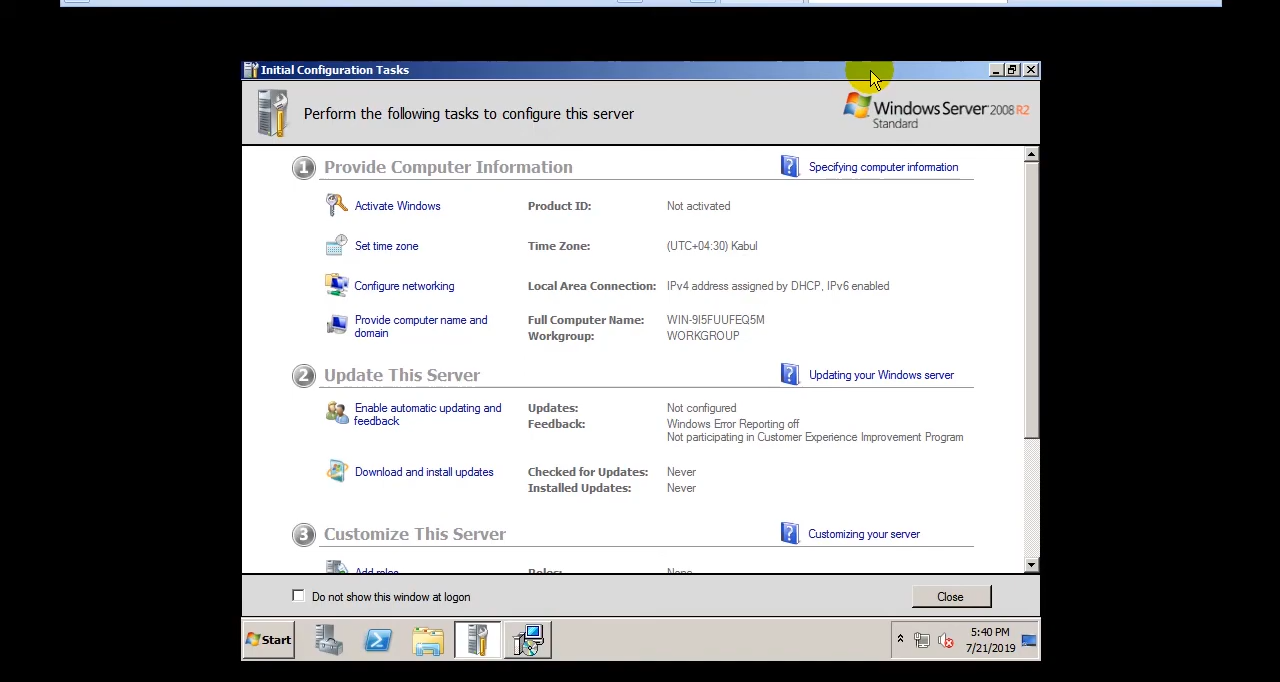 Initial Configuration Tasks
Perform the following tasks to configure this server
Windows Server 2008 R2
Standard
1 Provide Computer Information
Specifying computer information
Activate Windows Product ID: Not activated
Set time zone Time Zone: (UTC+04:30) Kabul
Configure networking Local Area Connection: IPv4 address assigned by DHCP, IPv6 enabled
Provide computer name and Full Computer Name: WIN-9I5FUUFEQ5M
domain Workgroup: WORKGROUP
2 Update This Server
Updating your Windows server
Enable automatic updating and Updates: Not configured
feedback Feedback: Windows Error Reporting off
Not participating in Customer Experience Improvement Program
Download and install updates Checked for Updates: Never
Installed Updates: Never
3 Customize This Server
Customizing your server
Add roles Roles: None
Do not show this window at logon
Close
Start
5:40 PM
7/21/2019